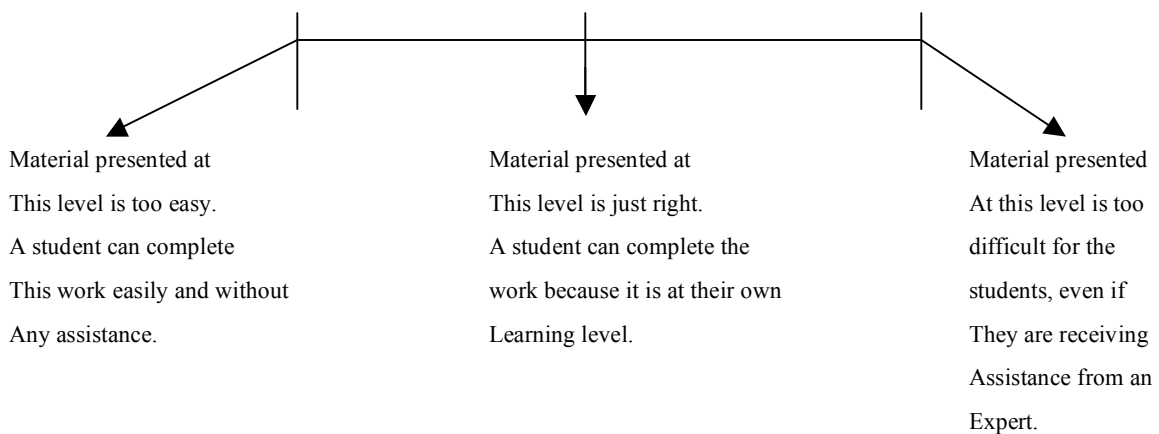 Material presented at
This level is too easy.
A student can complete
This work easily and without
Any assistance.
Material presented at
This level is just right.
A student can complete the
work because it is at their own
Learning level.
Material presented
At this level is too
difficult for the
students, even if
They are receiving
Assistance from an
Expert.